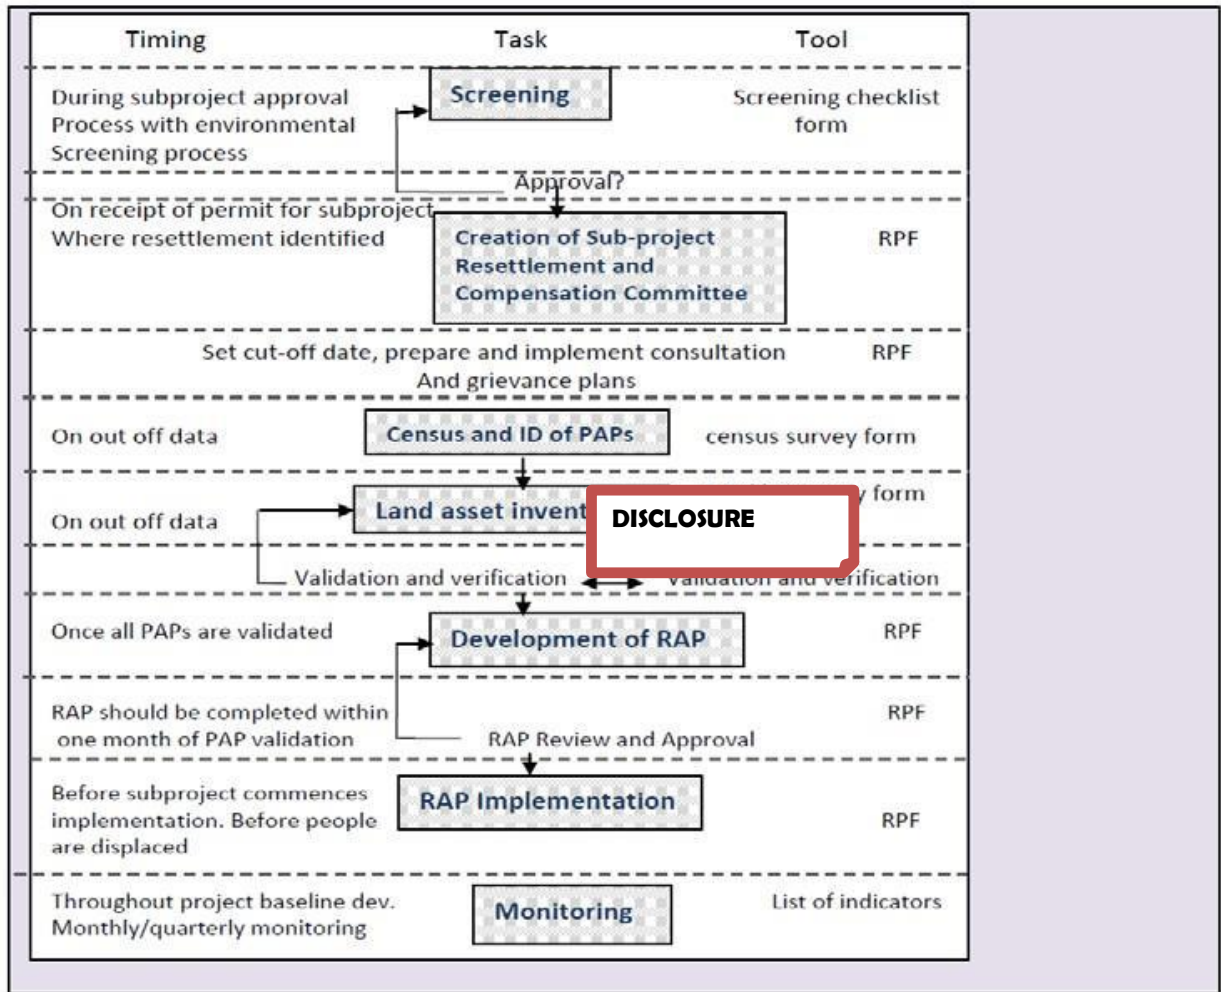 Timing Task Tool
During subproject approval Screening Screening checklist
Process with environmental form
Screening process
Approval?
On receipt of permit for subproject
Where resettlement identified Creation of Sub-project RPF
Resettlement and
Compensation Committee
Set cut-off date, prepare and implement consultation RPF
And grievance plans
On out off data Census and ID of PAPs census survey form
On out off data Land asset invent form
DISCLOSURE
Validation and verification Validation and verification
Once all PAPs are validated Development of RAP RPF
RAP should be completed within RPF
one month of PAP validation RAP Review and Approval
Before subproject commences RAP Implementation
implementation. Before people RPF
are displaced
Throughout project baseline dev. Monitoring List of indicators
Monthly/quarterly monitoring